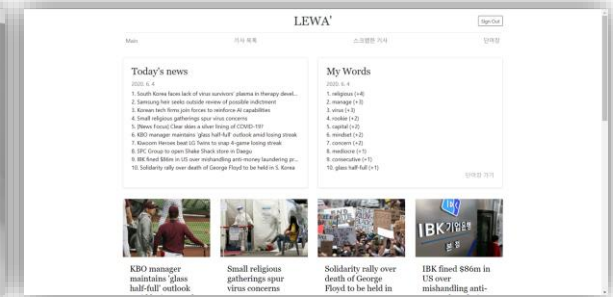 LEWA'
Sign Out
Main 기사 목록 스크랩한 기사 단어장
Today's news
2020. 6. 4
1. South Korea faces lack of virus survivors' plasma in therapy devel...
2. Samsung heir seeks outside review of possible indictment
3. Korean tech firms join forces to reinforce AI capabilities
4. Small religious gatherings spur virus concerns
5. [News Focus] Clear skies a silver lining of COVID-19?
6. KBO manager maintains 'glass half-full' outlook amid losing streak
7. Kiwoom Heroes beat LG Twins to snap 4-game losing streak
8. SPC Group to open Shake Shack store in Daegu
9. IBK fined $86m in US over mishandling anti-money laundering pr...
10. Solidarity rally over death of George Floyd to be held in S. Korea
My Words
2020. 6. 4
1. religious (+4)
2. manage (+3)
3. virus (+3)
4. rookie (+2)
5. capital (+2)
6. mindset (+2)
7. concern (+2)
8. mediocre (+1)
9. consecutive (+1)
10. glass half-full (+1)
단어장 가기
IBK기업은행
본점
KBO manager
maintains 'glass
half-full' outlook
Small religious
gatherings spur
virus concerns
Solidarity rally over
death of George
Floyd to be held in
IBK fined $86m in
US over
mishandling anti-